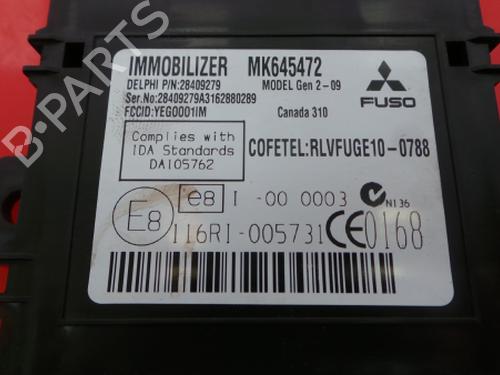 IMMOBILIZER MK645472
DELPHI P/N:28409279 MODEL Gen 2-09
Ser.No:28409279A3162880289
FCCID:YEGO001IM Canada 310
FUSO
Complies with
IDA Standards
DA105762
COFETEL:RLVFUGE10-0788
e8 I -00 0003 N136
E8 116RI-005731 CE0168
B-PARTS